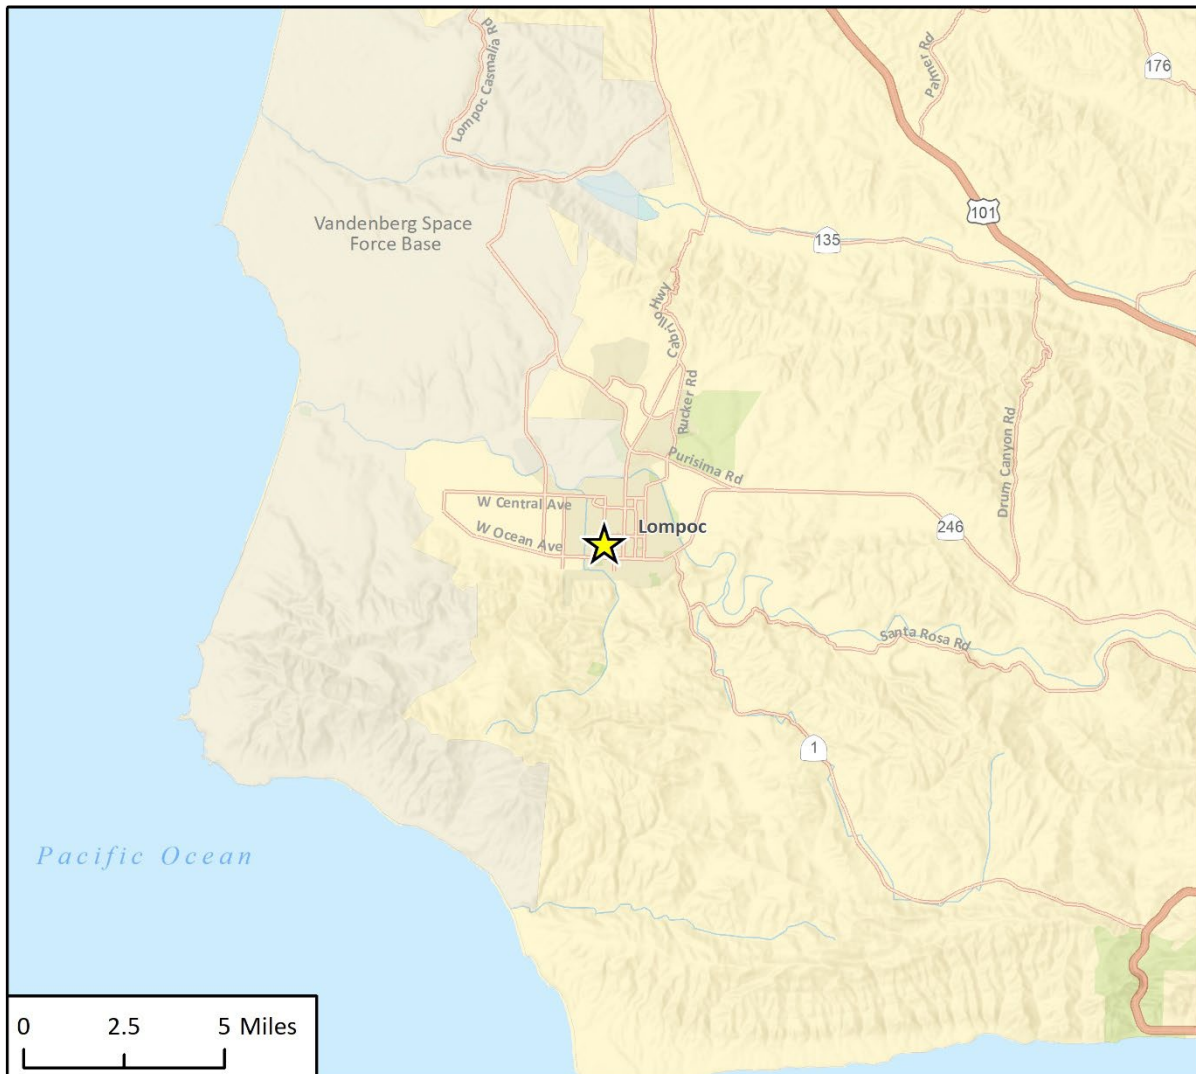 Lompoc Casmalia Rd
Palmer Rd
176
Vandenberg Space
Force Base
101
135
Cabrillo Hwy
Rucker Rd
Drum Canyon Rd
Purisima Rd
W Central Ave
Lompoc
246
W Ocean Ave
Santa Rosa Rd
1
Pacific Ocean
0 2.5 5 Miles